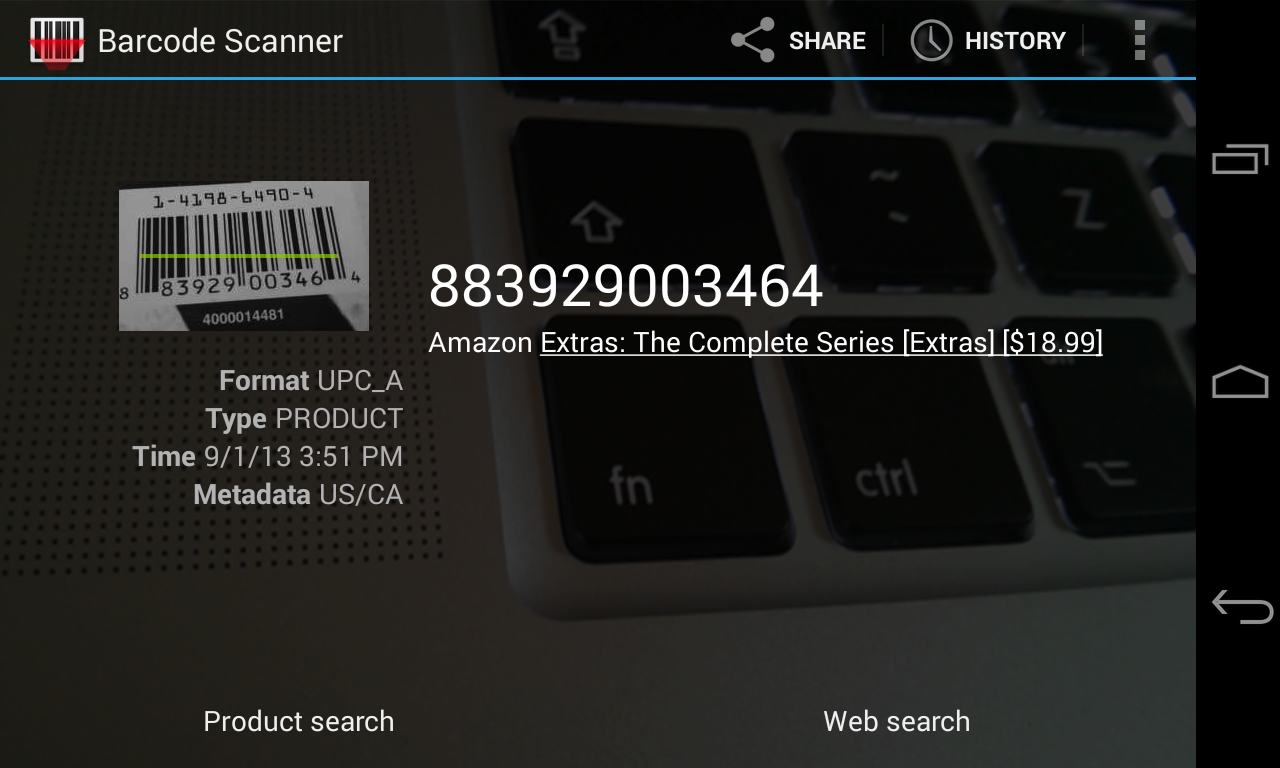 Barcode Scanner
SHARE
HISTORY
1-4198-6490-4
8 83929 00346 4
4000014481
883929003464
Amazon Extras: The Complete Series [Extras] [$18.99]
Format UPC_A
Type PRODUCT
Time 9/1/13 3:51 PM
Metadata US/CA
~
~
Z
S
fn
ctrl
Product search
Web search